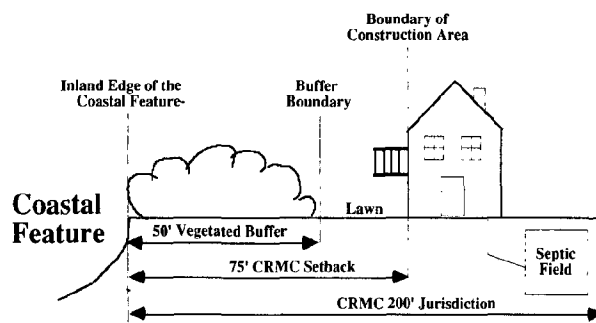 Boundary of
Construction Area
Inland Edge of the
Coastal Feature-
Buffer
Boundary
Coastal
Feature
Lawn
50' Vegetated Buffer
75' CRMC Setback
Septic
Field
CRMC 200' Jurisdiction